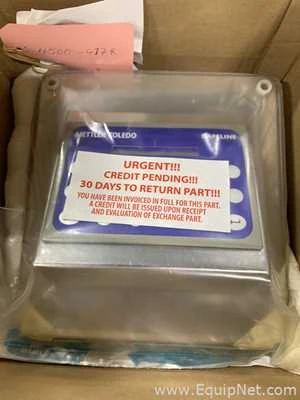 METTLER TOLEDO SAFELINE
URGENT!!!
CREDIT PENDING!!!
30 DAYS TO RETURN PART!!!
YOU HAVE BEEN INVOICED IN FULL FOR THIS PART.
A CREDIT WILL BE ISSUED UPON RECEIPT
AND EVALUATION OF EXCHANGE PART.
www.EquipNet.com